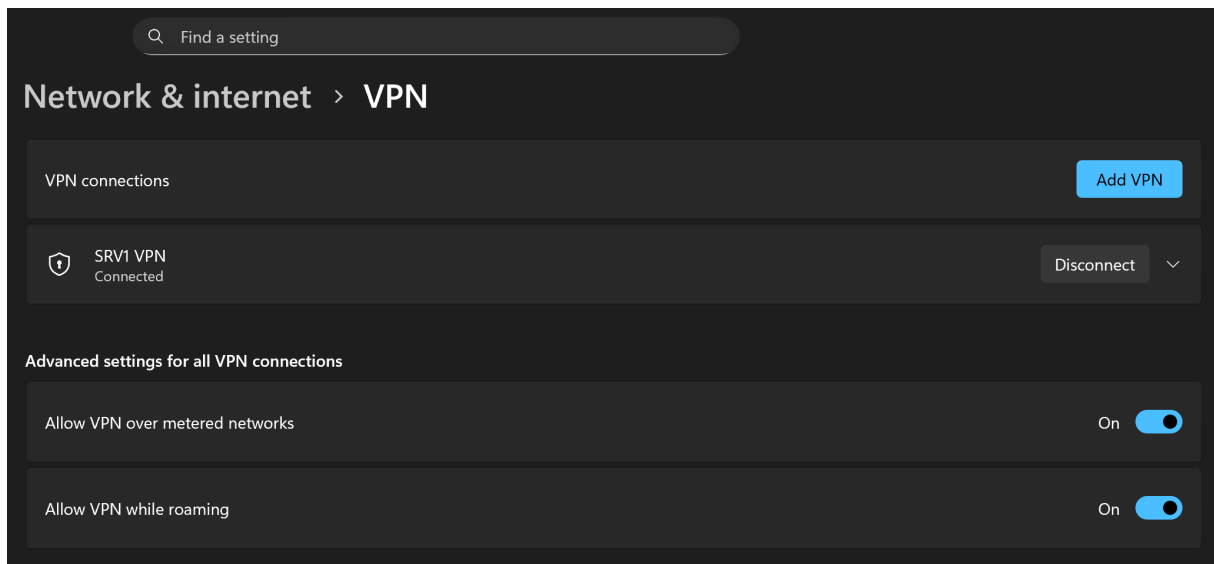 Find a setting
Network & internet > VPN
VPN connections
Add VPN
SRV1 VPN
Connected
Disconnect
Advanced settings for all VPN connections
Allow VPN over metered networks
On
Allow VPN while roaming
On